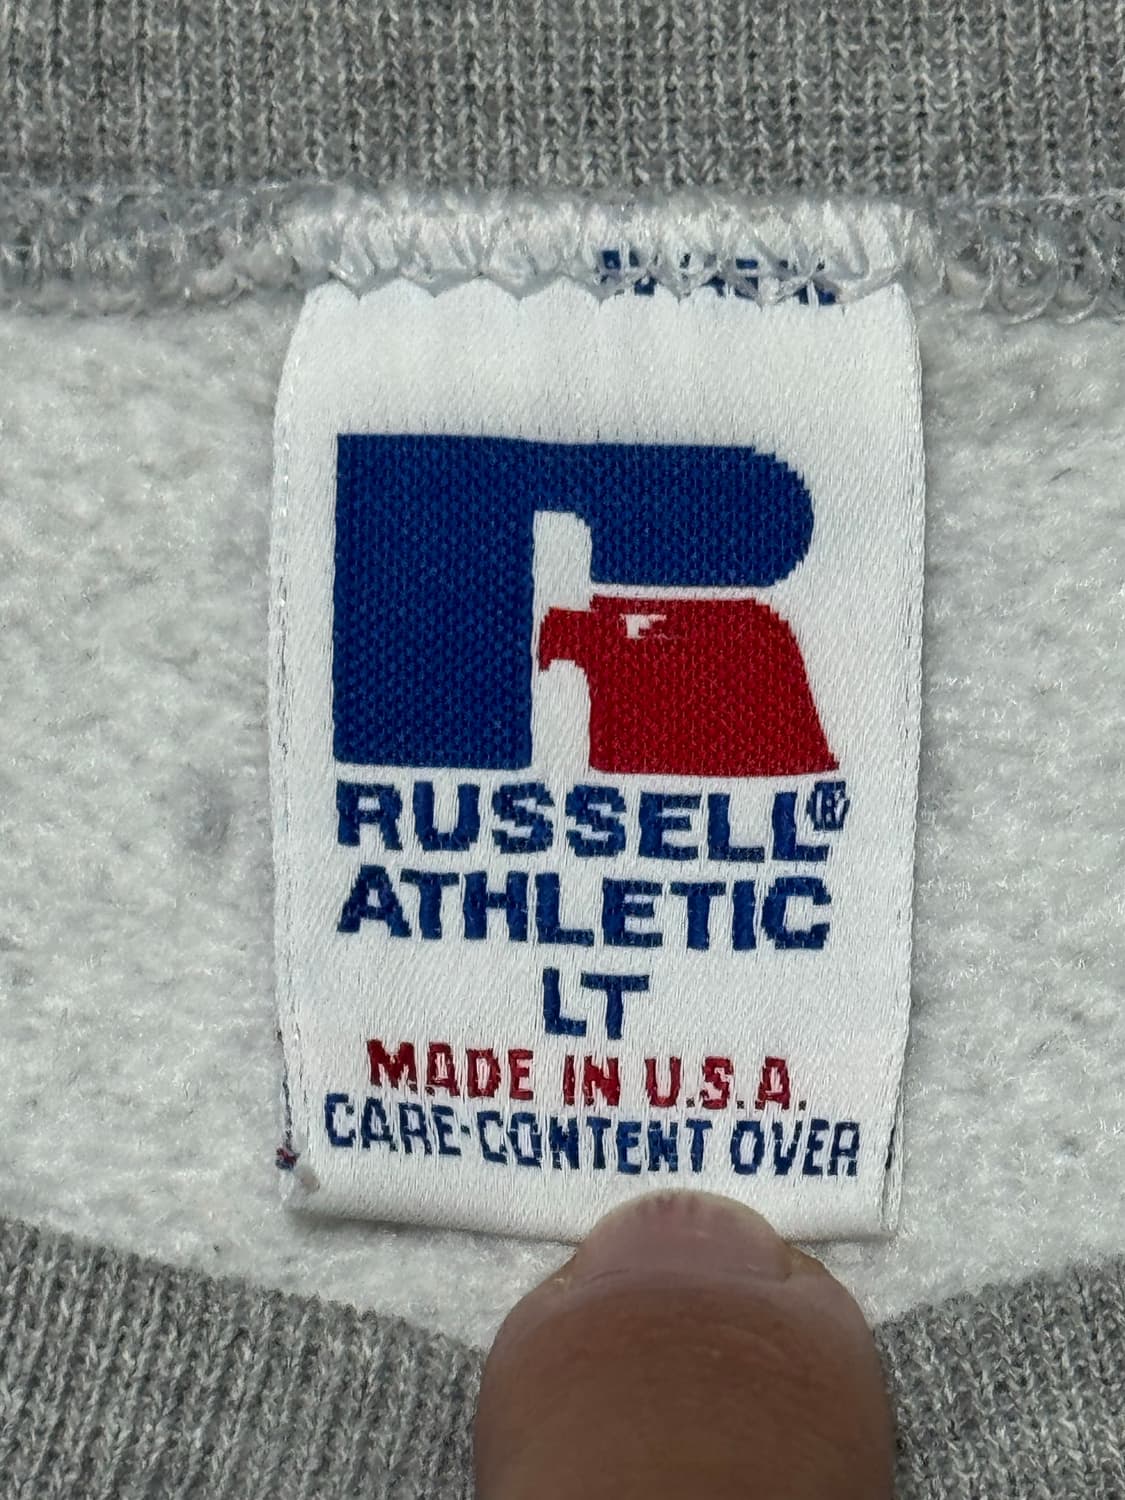 RUSSELL®
ATHLETIC
LT
MADE IN U.S.A.
CARE-CONTENT OVER